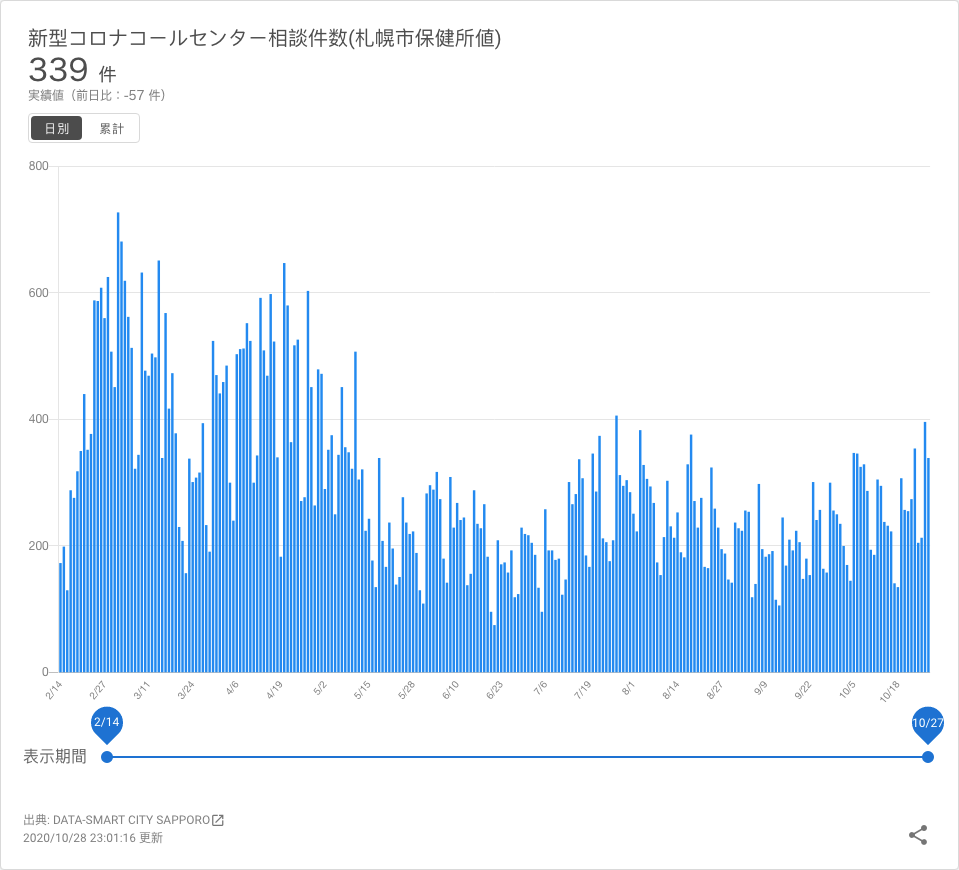 新型コロナコールセンター相談件数(札幌市保健所値)
339 件
実績値（前日比：-57 件）
日別 累計
800
600
400
200
0
2/14 2/27 3/11 3/24 4/6 4/19 5/2 5/15 5/28 6/10 6/23 7/6 7/19 8/1 8/14 8/27 9/9 9/22 10/5 10/18
2/14 10/27
表示期間
出典: DATA-SMART CITY SAPPORO
2020/10/28 23:01:16 更新